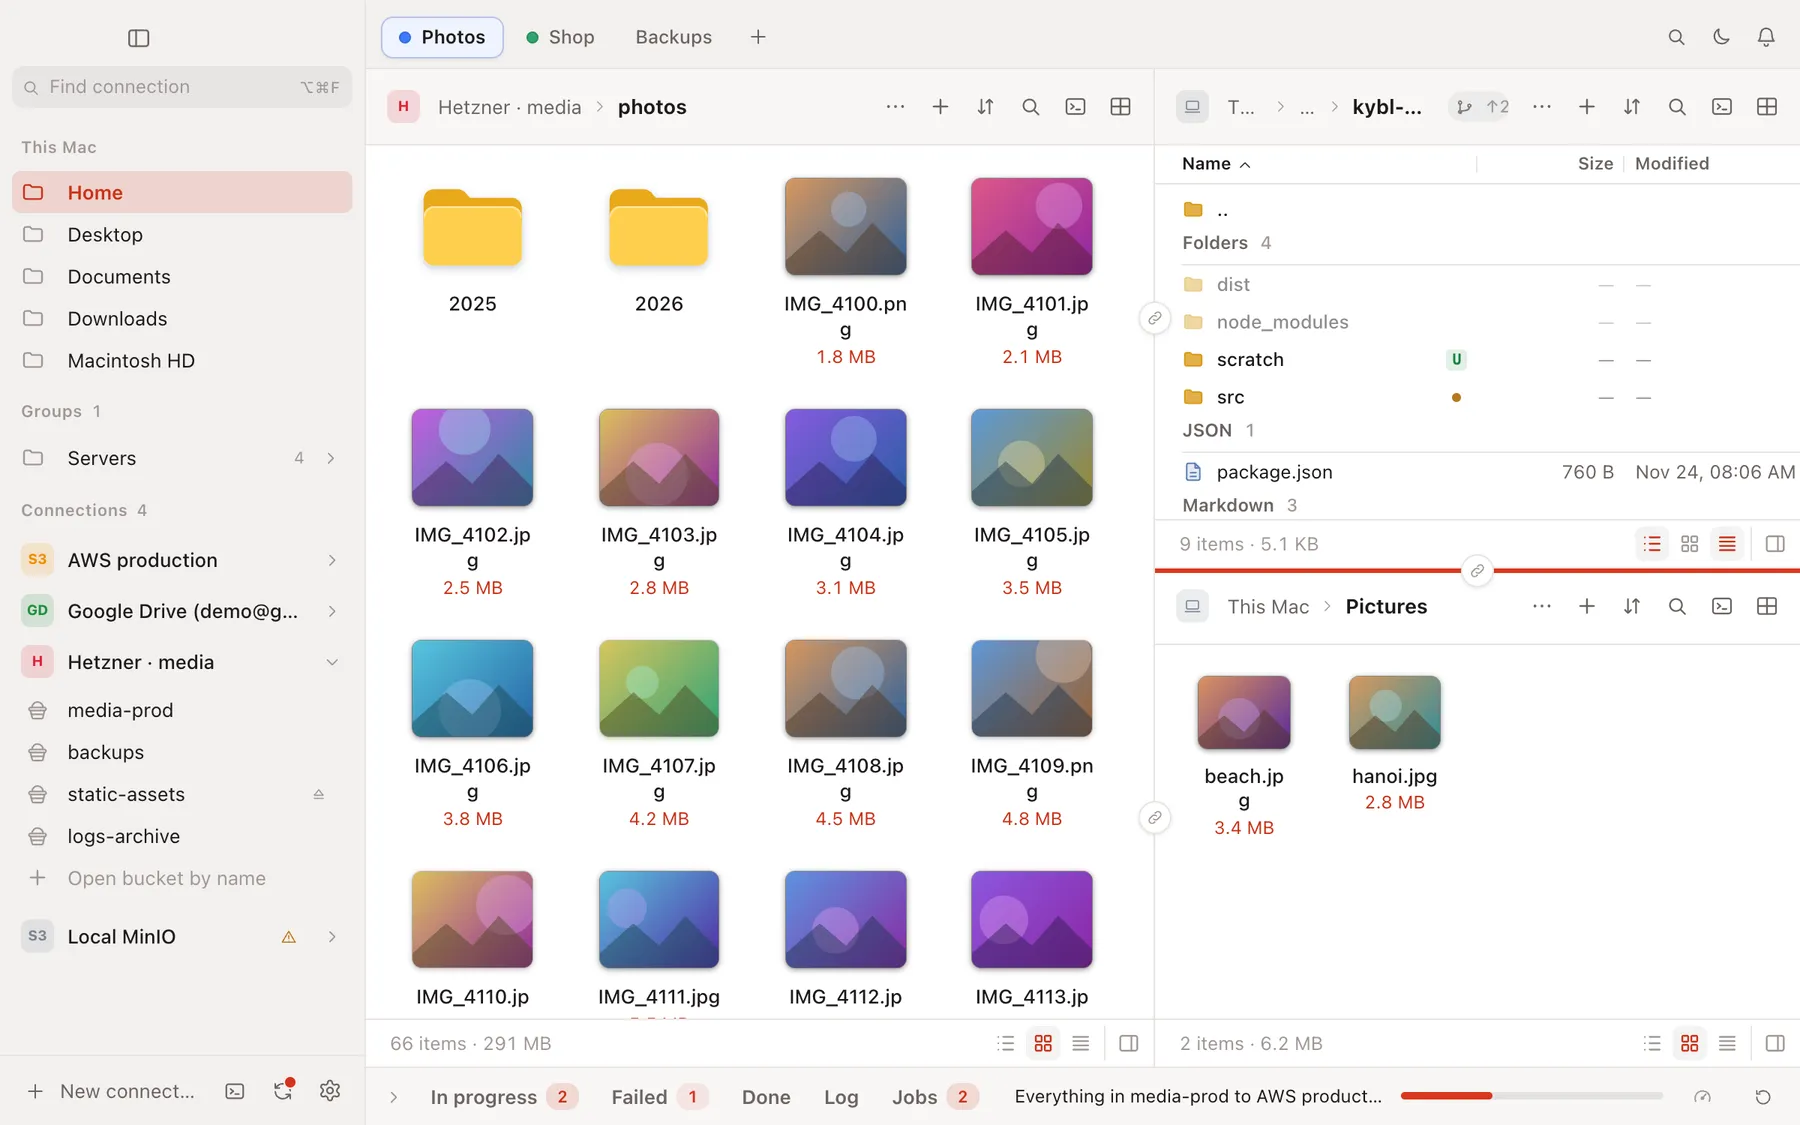 Find connection
⌥⌘F
This Mac
Home
Desktop
Documents
Downloads
Macintosh HD
Groups 1
Servers 4
Connections 4
S3 AWS production
GD Google Drive (demo@g...
H Hetzner · media
media-prod
backups
static-assets
logs-archive
Open bucket by name
S3 Local MinIO
New connect...
Photos
Shop
Backups
H Hetzner · media photos
2025
2026
IMG_4100.pn
g
1.8 MB
IMG_4101.jp
g
2.1 MB
IMG_4102.jp
g
2.5 MB
IMG_4103.jp
g
2.8 MB
IMG_4104.jp
g
3.1 MB
IMG_4105.jp
g
3.5 MB
IMG_4106.jp
g
3.8 MB
IMG_4107.jp
g
4.2 MB
IMG_4108.jp
g
4.5 MB
IMG_4109.pn
g
4.8 MB
IMG_4110.jp
IMG_4111.jpg
IMG_4112.jp
IMG_4113.jp
66 items · 291 MB
T... ... kybl-... ↑2
Name Size Modified
..
Folders 4
dist — —
node_modules — —
scratch U — —
src — —
JSON 1
package.json 760 B Nov 24, 08:06 AM
Markdown 3
9 items · 5.1 KB
This Mac Pictures
beach.jp
g
3.4 MB
hanoi.jpg
2.8 MB
2 items · 6.2 MB
In progress 2
Failed 1
Done
Log
Jobs 2
Everything in media-prod to AWS product...